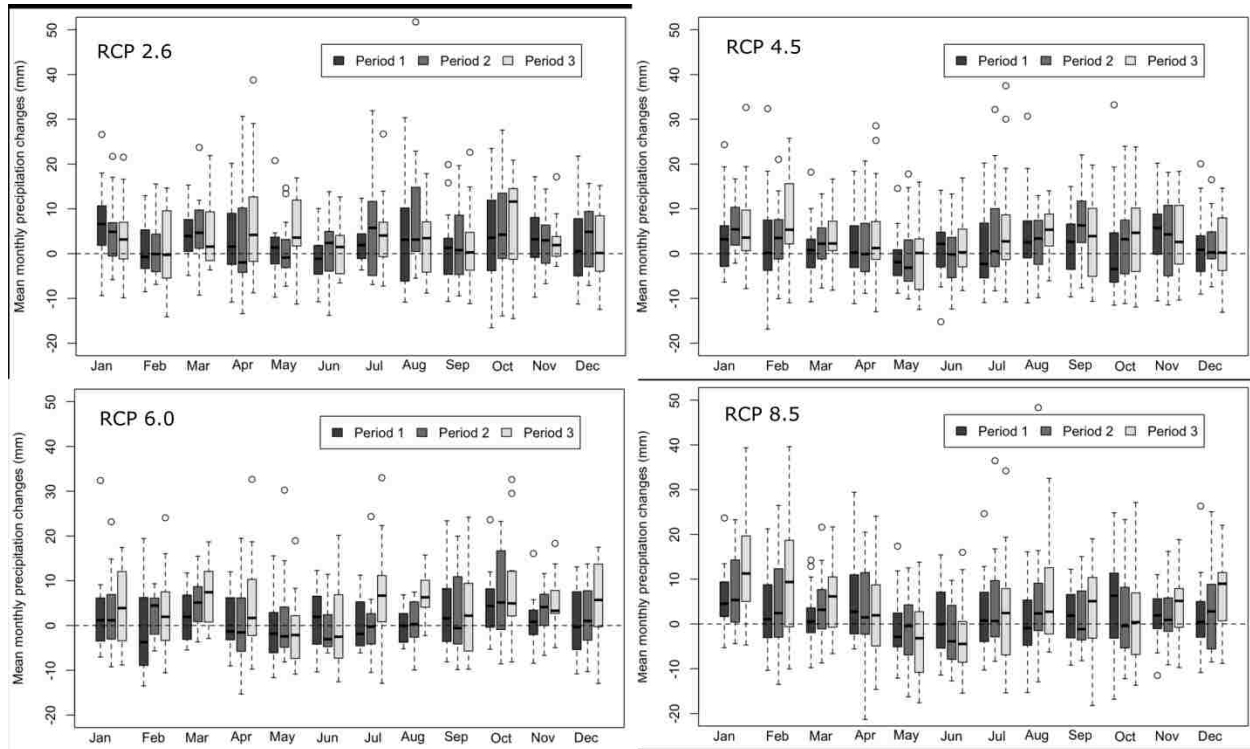 RCP 2.6
Period 1 Period 2 Period 3
Mean monthly precipitation changes (mm)
50
40
30
20
10
0
-10
-20
Jan Feb Mar Apr May Jun Jul Aug Sep Oct Nov Dec
RCP 4.5
Period 1 Period 2 Period 3
Mean monthly precipitation changes (mm)
50
40
30
20
10
0
-10
-20
Jan Feb Mar Apr May Jun Jul Aug Sep Oct Nov Dec
RCP 6.0
Period 1 Period 2 Period 3
Mean monthly precipitation changes (mm)
50
40
30
20
10
0
-10
-20
Jan Feb Mar Apr May Jun Jul Aug Sep Oct Nov Dec
RCP 8.5
Period 1 Period 2 Period 3
Mean monthly precipitation changes (mm)
50
40
30
20
10
0
-10
-20
Jan Feb Mar Apr May Jun Jul Aug Sep Oct Nov Dec